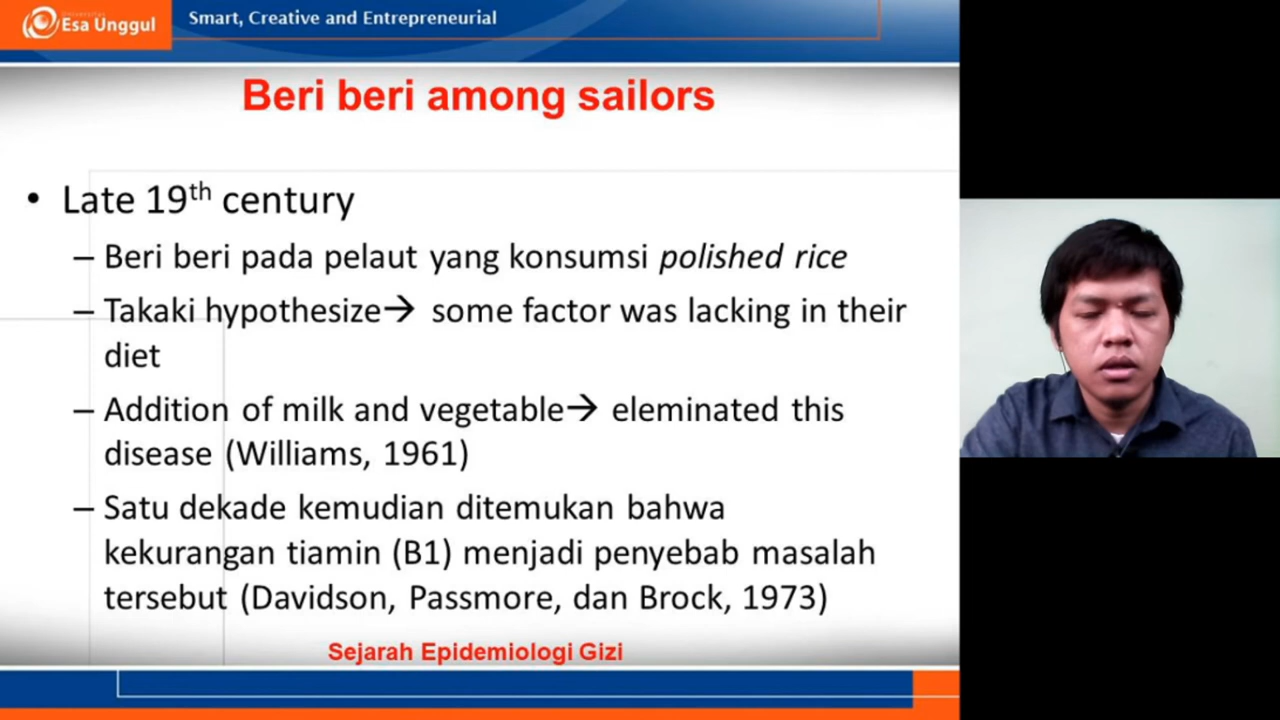 Universitas
Esa Unggul
Smart, Creative and Entrepreneurial
Beri beri among sailors
• Late 19th century
– Beri beri pada pelaut yang konsumsi polished rice
– Takaki hypothesize→ some factor was lacking in their
diet
– Addition of milk and vegetable→ eleminated this
disease (Williams, 1961)
– Satu dekade kemudian ditemukan bahwa
kekurangan tiamin (B1) menjadi penyebab masalah
tersebut (Davidson, Passmore, dan Brock, 1973)
Sejarah Epidemiologi Gizi